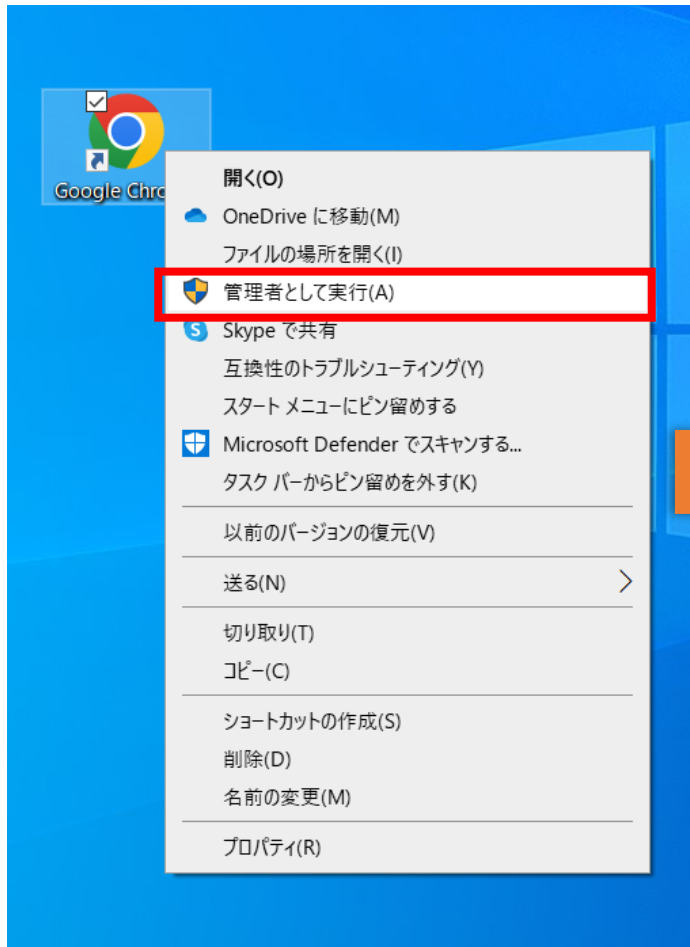 Google Chro
開く(O)
OneDrive に移動(M)
ファイルの場所を開く(I)
管理者として実行(A)
Skype で共有
互換性のトラブルシューティング(Y)
スタート メニューにピン留めする
Microsoft Defender でスキャンする...
タスク バーからピン留めを外す(K)
以前のバージョンの復元(V)
送る(N)
切り取り(T)
コピー(C)
ショートカットの作成(S)
削除(D)
名前の変更(M)
プロパティ(R)